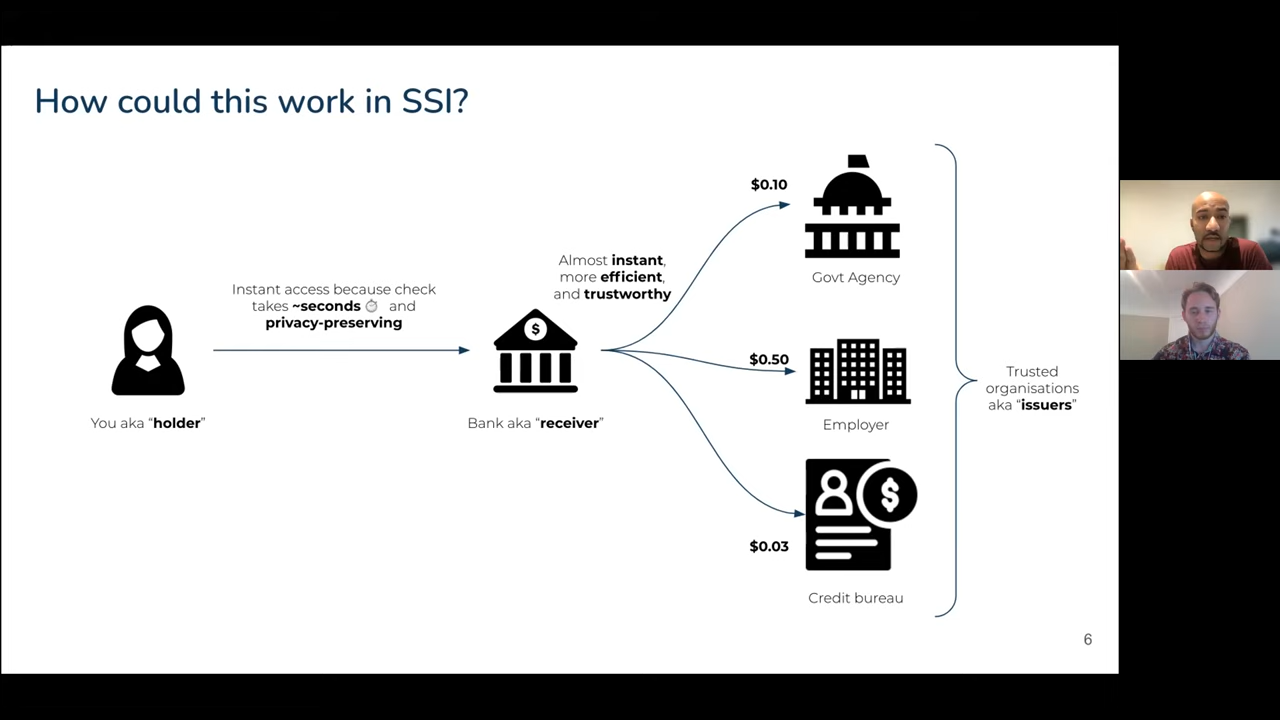 How could this work in SSI?
$0.10
Almost instant,
more efficient,
and trustworthy
Govt Agency
Instant access because check
takes ~seconds ⏱ and
privacy-preserving
$
$0.50
Trusted
organisations
aka “issuers”
You aka “holder”
Bank aka “receiver”
Employer
$
$0.03
Credit bureau
6